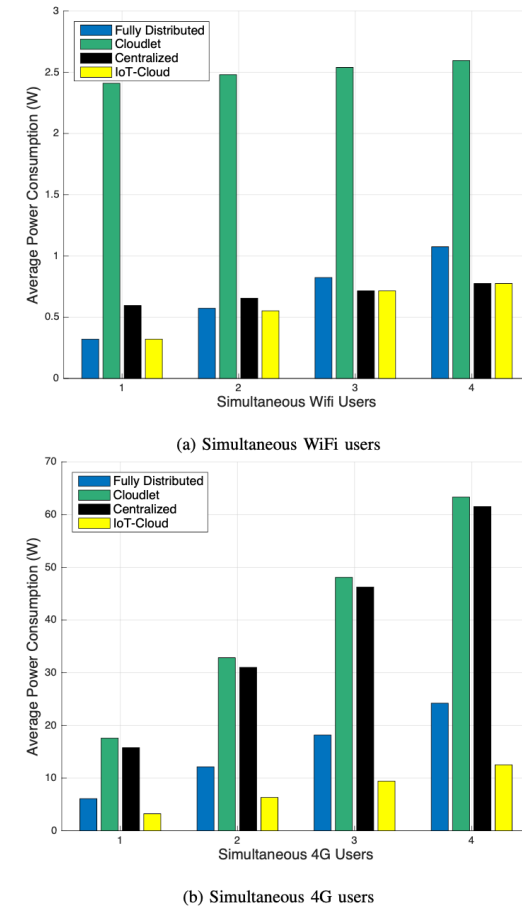 3
2.5
2
1.5
1
0.5
0
Average Power Consumption (W)
Fully Distributed
Cloudlet
Centralized
IoT-Cloud
1 2 3 4
Simultaneous Wifi Users
(a) Simultaneous WiFi users
70
60
50
40
30
20
10
0
Average Power Consumption (W)
Fully Distributed
Cloudlet
Centralized
IoT-Cloud
1 2 3 4
Simultaneous 4G Users
(b) Simultaneous 4G users